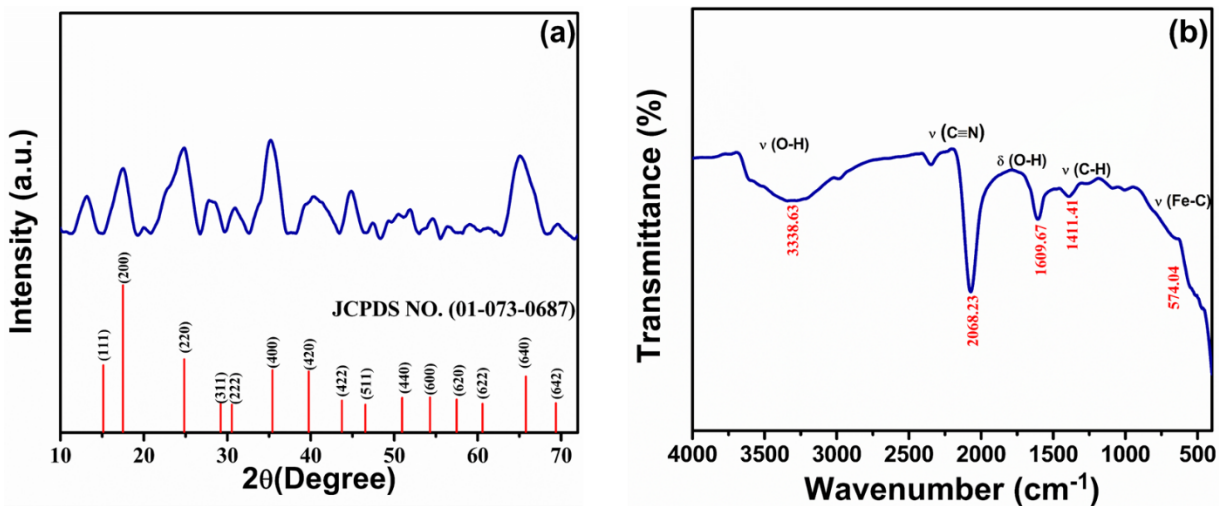 (a)
Intensity (a.u.)
JCPDS NO. (01-073-0687)
(111)
(200)
(220)
(311)
(222)
(400)
(420)
(422)
(511)
(440)
(600)
(620)
(622)
(640)
(642)
10 20 30 40 50 60 70
2θ(Degree)
(b)
Transmittance (%)
ν (O-H)
ν (C≡N)
δ (O-H)
ν (C-H)
ν (Fe-C)
3338.63
2068.23
1609.67
1411.41
574.04
4000 3500 3000 2500 2000 1500 1000 500
Wavenumber (cm⁻¹)